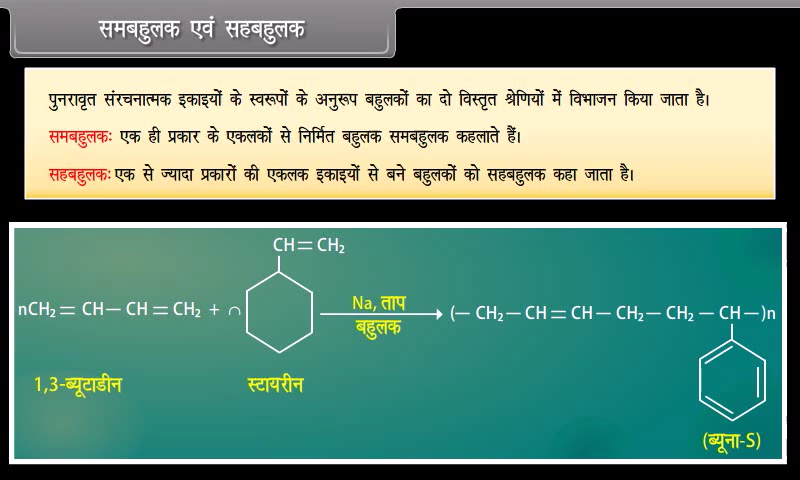 समबहुलक एवं सहबहुलक
पुनरावृत संरचनात्मक इकाइयों के स्वरूपों के अनुरूप बहुलकों का दो विस्तृत श्रेणियों में विभाजन किया जाता है।
समबहुलकः एक ही प्रकार के एकलकों से निर्मित बहुलक समबहुलक कहलाते हैं।
सहबहुलकः एक से ज्यादा प्रकारों की एकलक इकाइयों से बने बहुलकों को सहबहुलक कहा जाता है।
CH=CH₂
nCH₂=CH—CH=CH₂ + ∩
Na, ताप
बहुलक
(—CH₂—CH=CH—CH₂—CH₂—CH—)n
1,3-ब्यूटाडीन
स्टायरीन
(ब्यूना-S)